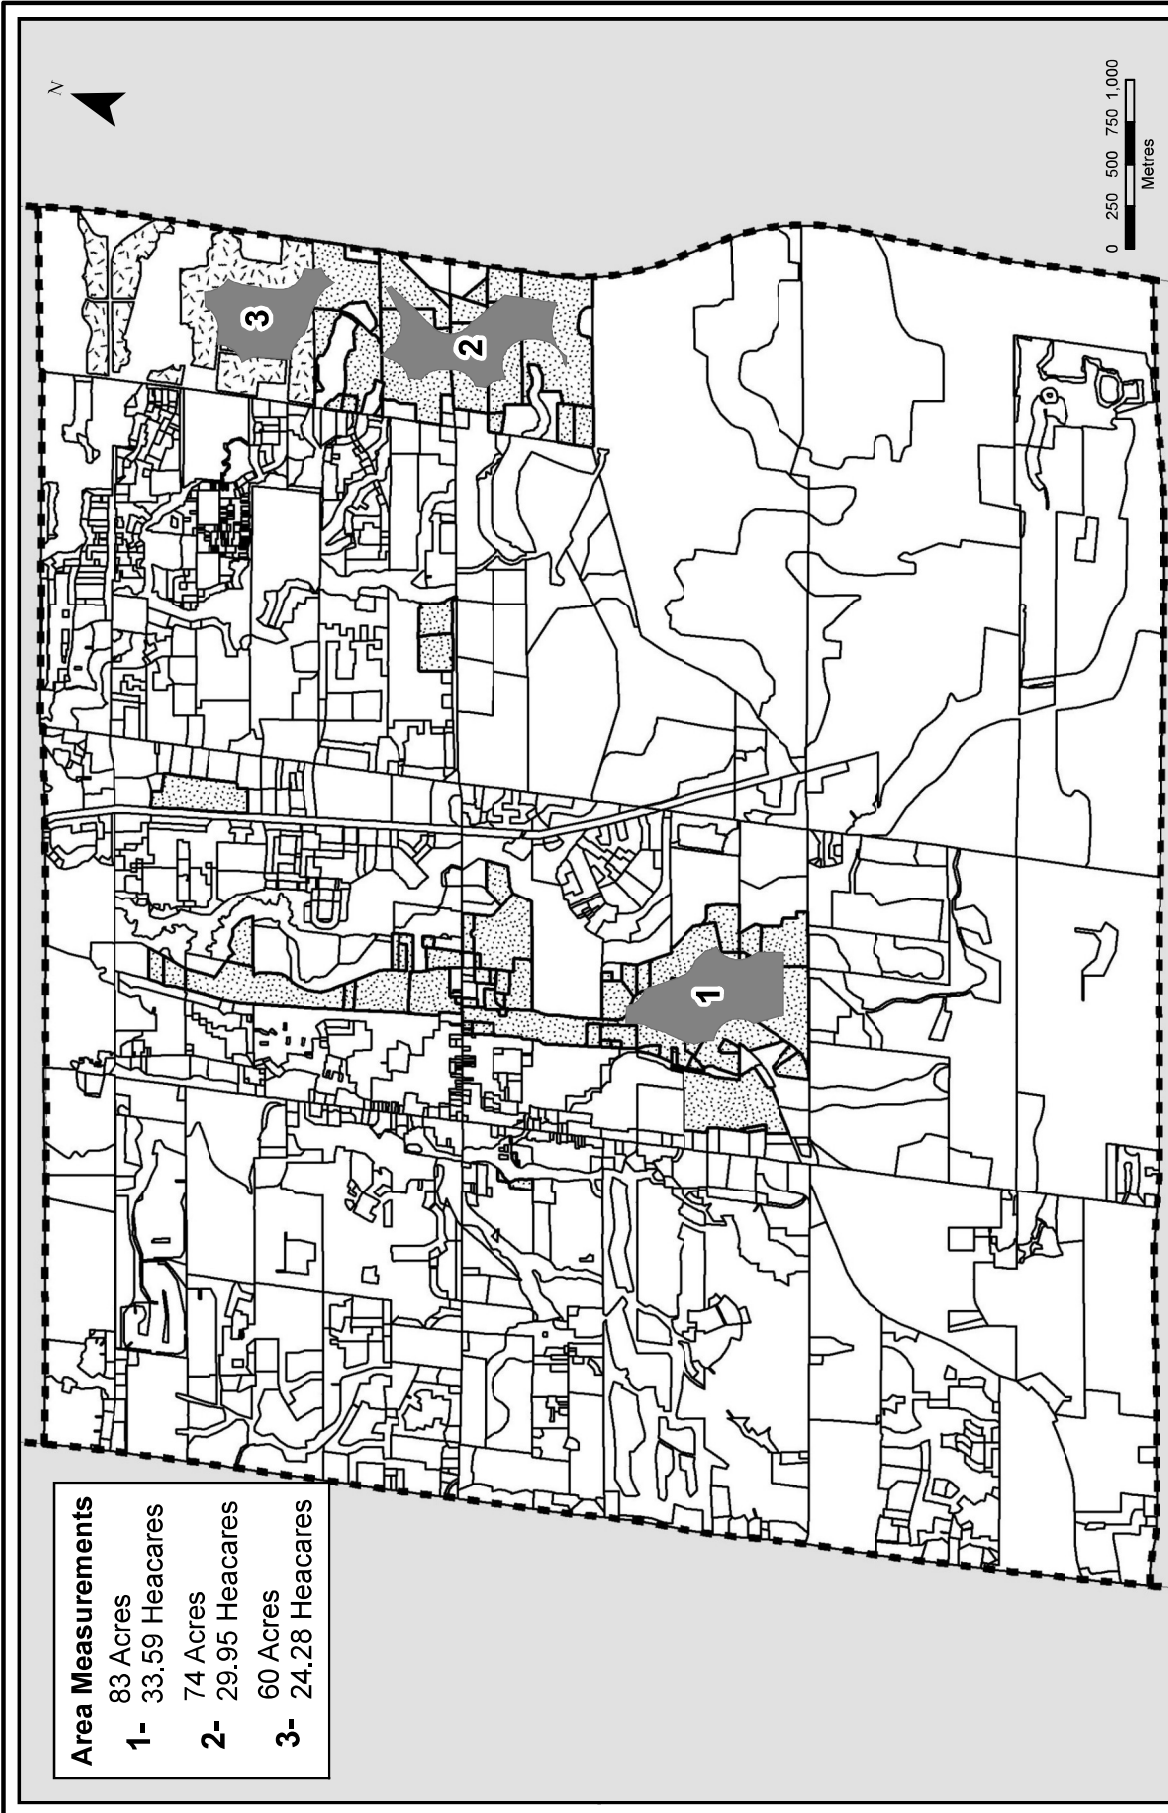 Area Measurements
1- 83 Acres
33.59 Heacares
2- 74 Acres
29.95 Heacares
3- 60 Acres
24.28 Heacares
1
2
3
N
0 250 500 750 1,000
Metres